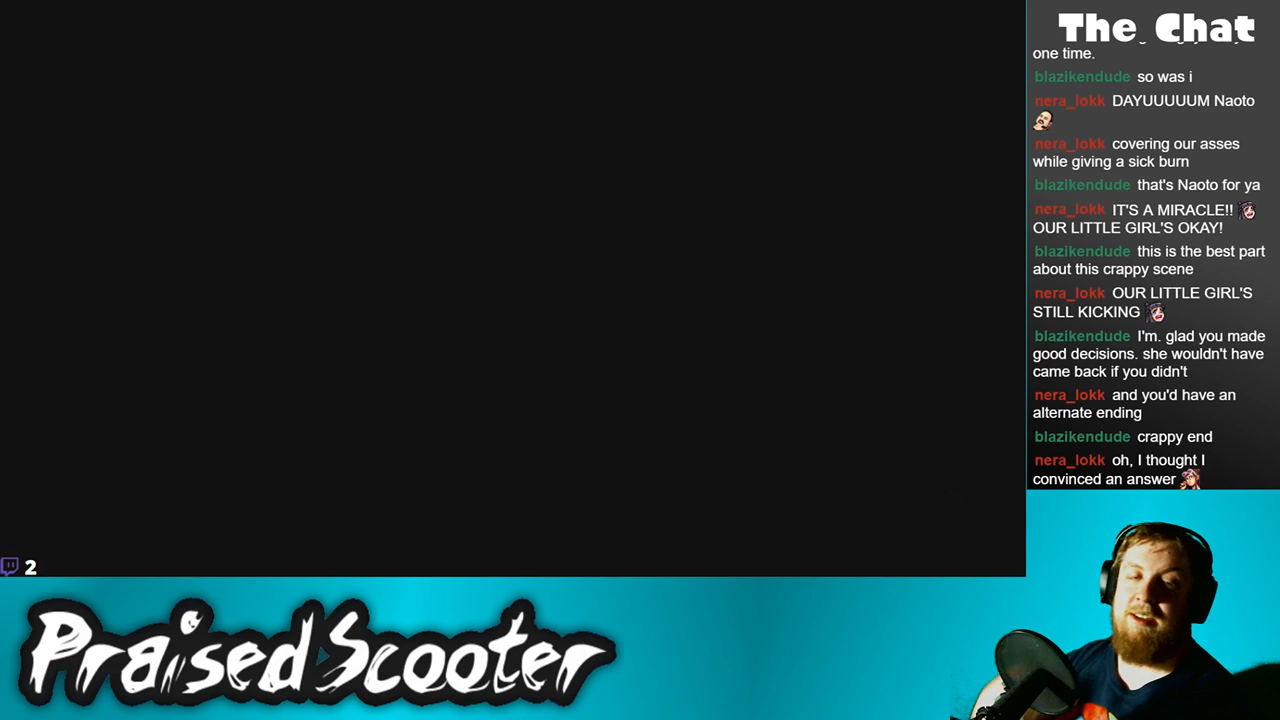 The Chat
one time.
blazikendude so was i
nera_lokk DAYUUUUUM Naoto
nera_lokk covering our asses
while giving a sick burn
blazikendude that's Naoto for ya
nera_lokk IT'S A MIRACLE!!
OUR LITTLE GIRL'S OKAY!
blazikendude this is the best part
about this crappy scene
nera_lokk OUR LITTLE GIRL'S
STILL KICKING
blazikendude I'm. glad you made
good decisions. she wouldn't have
came back if you didn't
nera_lokk and you'd have an
alternate ending
blazikendude crappy end
nera_lokk oh, I thought I
convinced an answer
2
PraisedScooter